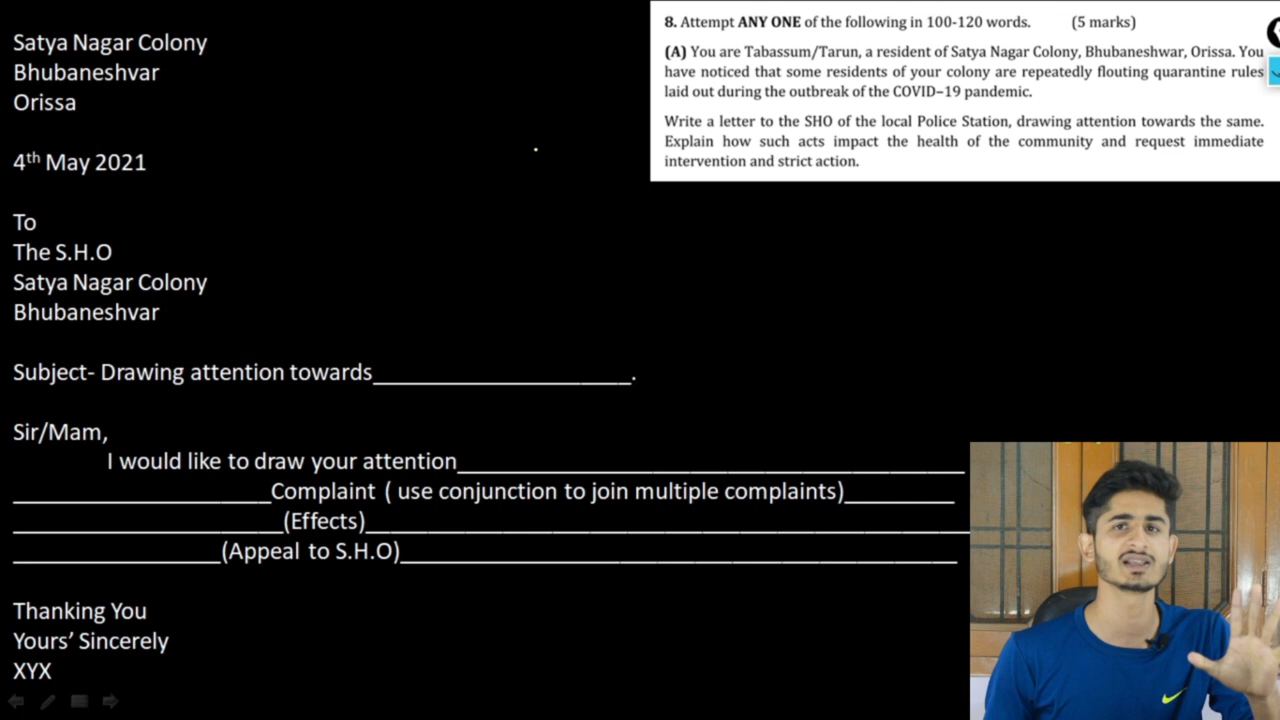 Satya Nagar Colony
Bhubaneshvar
Orissa
4th May 2021
To
The S.H.O
Satya Nagar Colony
Bhubaneshvar
Subject- Drawing attention towards____________________.
Sir/Mam,
I would like to draw your attention________________________________________
____________________Complaint ( use conjunction to join multiple complaints)_________
_____________________(Effects)________________________________________________
________________(Appeal to S.H.O)____________________________________________
Thanking You
Yours’ Sincerely
XYX
8. Attempt ANY ONE of the following in 100-120 words. (5 marks)
(A) You are Tabassum/Tarun, a resident of Satya Nagar Colony, Bhubaneshwar, Orissa. You
have noticed that some residents of your colony are repeatedly flouting quarantine rules
laid out during the outbreak of the COVID–19 pandemic.
Write a letter to the SHO of the local Police Station, drawing attention towards the same.
Explain how such acts impact the health of the community and request immediate
intervention and strict action.